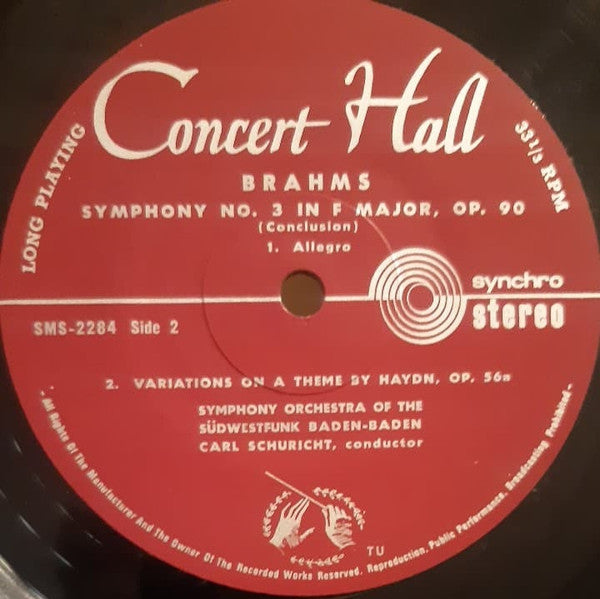 Concert Hall
LONG PLAYING
33 1/3 RPM
BRAHMS
SYMPHONY NO. 3 IN F MAJOR, OP. 90
(Conclusion)
1. Allegro
synchro
stereo
SMS-2284 Side 2
2. VARIATIONS ON A THEME BY HAYDN, OP. 56a
SYMPHONY ORCHESTRA OF THE
SÜDWESTFUNK BADEN-BADEN
CARL SCHURICHT, conductor
TU
- All Rights Of The Manufacturer And The Owner Of The Recorded Works Reserved. Reproduction. Public Performance. Broadcasting Prohibited -